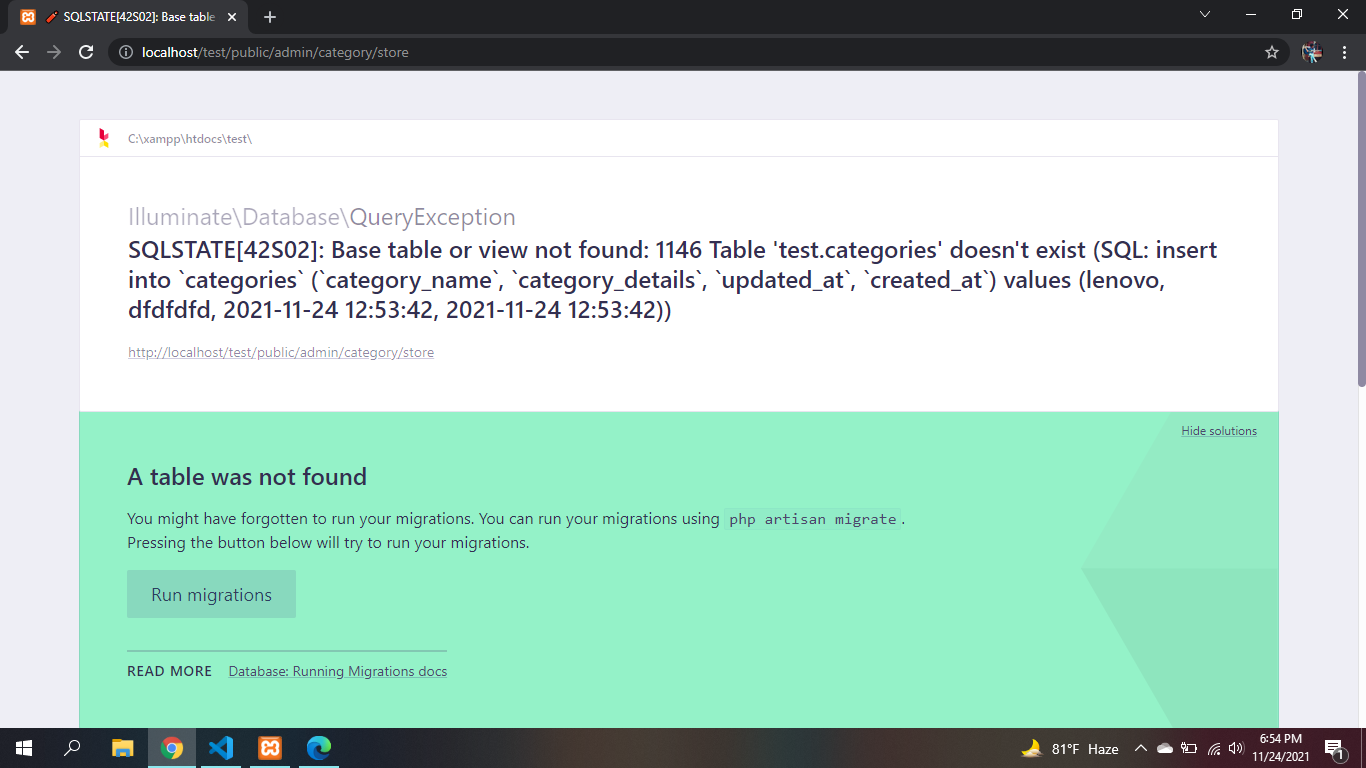 SQLSTATE[42S02]: Base table
localhost/test/public/admin/category/store
C:\xampp\htdocs\test\
Illuminate\Database\QueryException
SQLSTATE[42S02]: Base table or view not found: 1146 Table 'test.categories' doesn't exist (SQL: insert
into `categories` (`category_name`, `category_details`, `updated_at`, `created_at`) values (lenovo,
dfdfdfd, 2021-11-24 12:53:42, 2021-11-24 12:53:42))
http://localhost/test/public/admin/category/store
Hide solutions
A table was not found
You might have forgotten to run your migrations. You can run your migrations using php artisan migrate.
Pressing the button below will try to run your migrations.
Run migrations
READ MORE Database: Running Migrations docs
81°F Haze
6:54 PM
11/24/2021
1